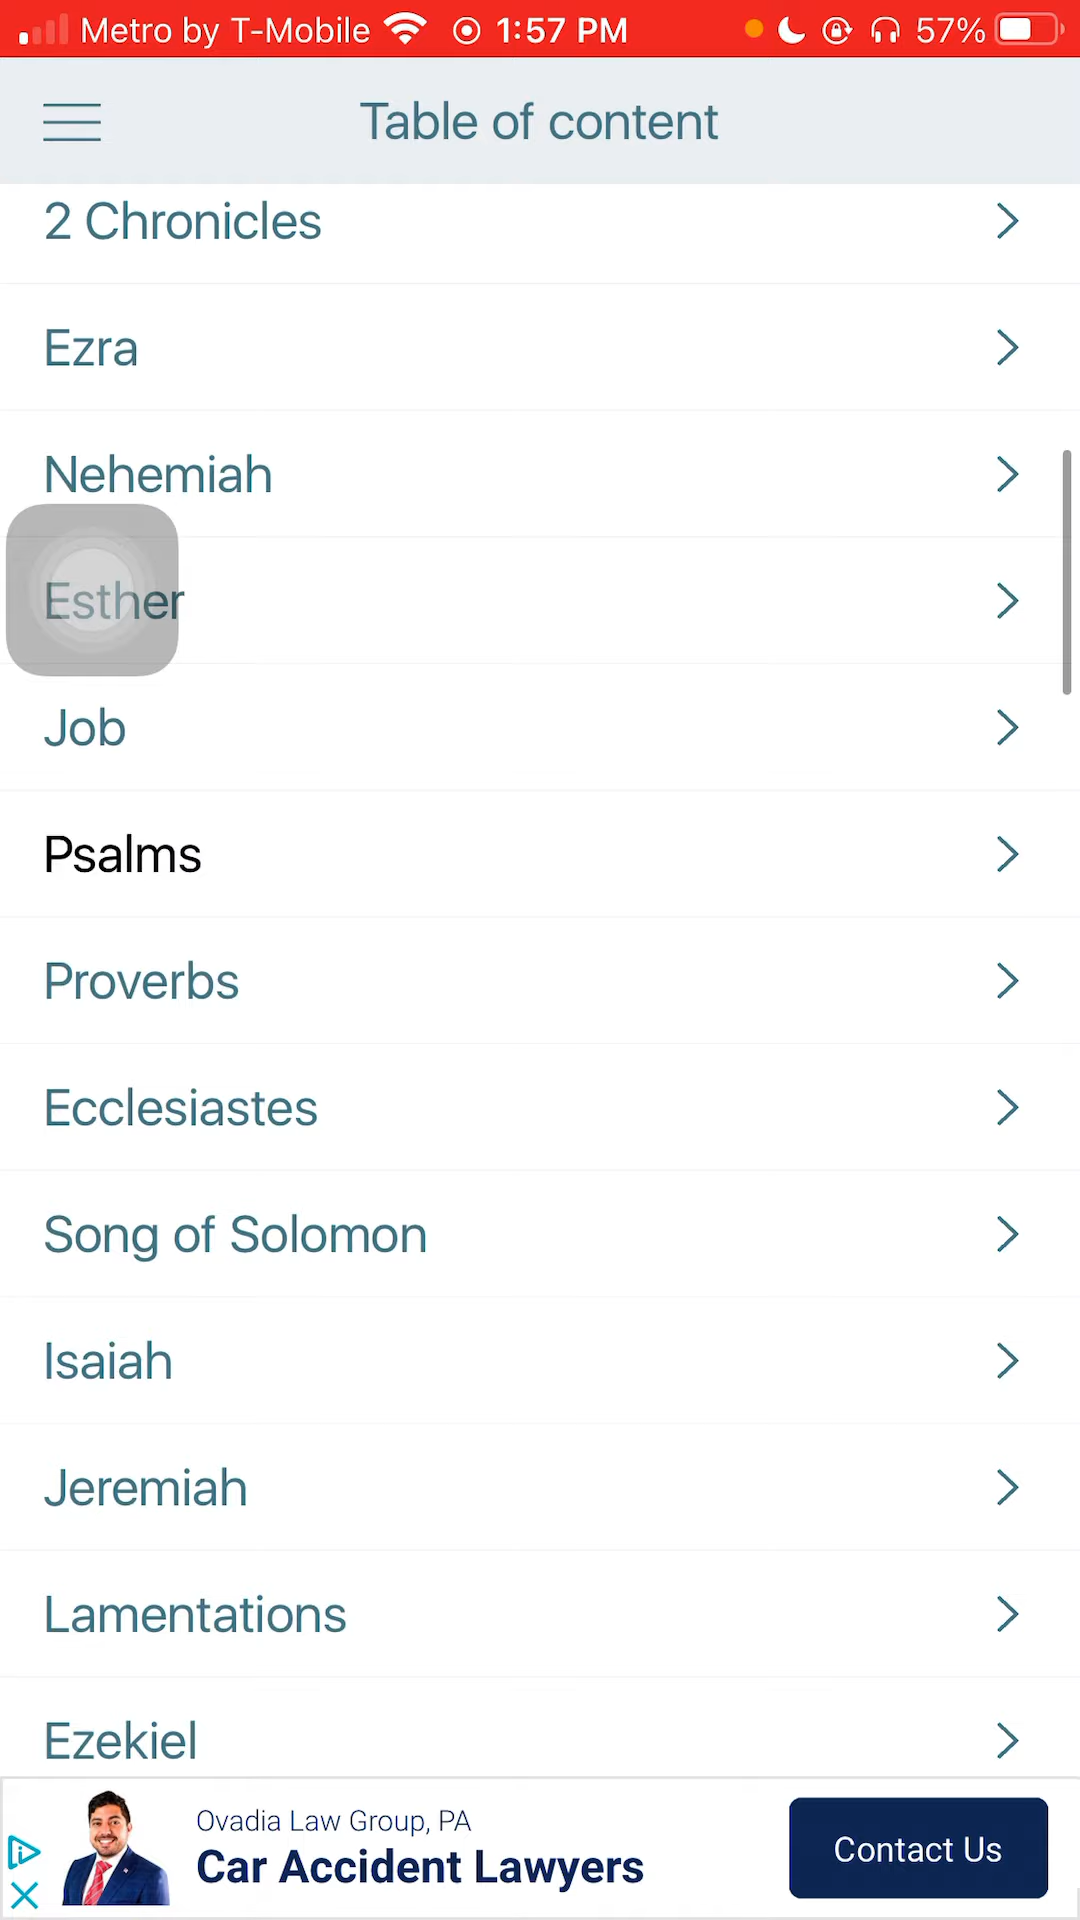 Metro by T-Mobile 1:57 PM 57%
Table of content
2 Chronicles
Ezra
Nehemiah
Esther
Job
Psalms
Proverbs
Ecclesiastes
Song of Solomon
Isaiah
Jeremiah
Lamentations
Ezekiel
Ovadia Law Group, PA
Car Accident Lawyers
Contact Us